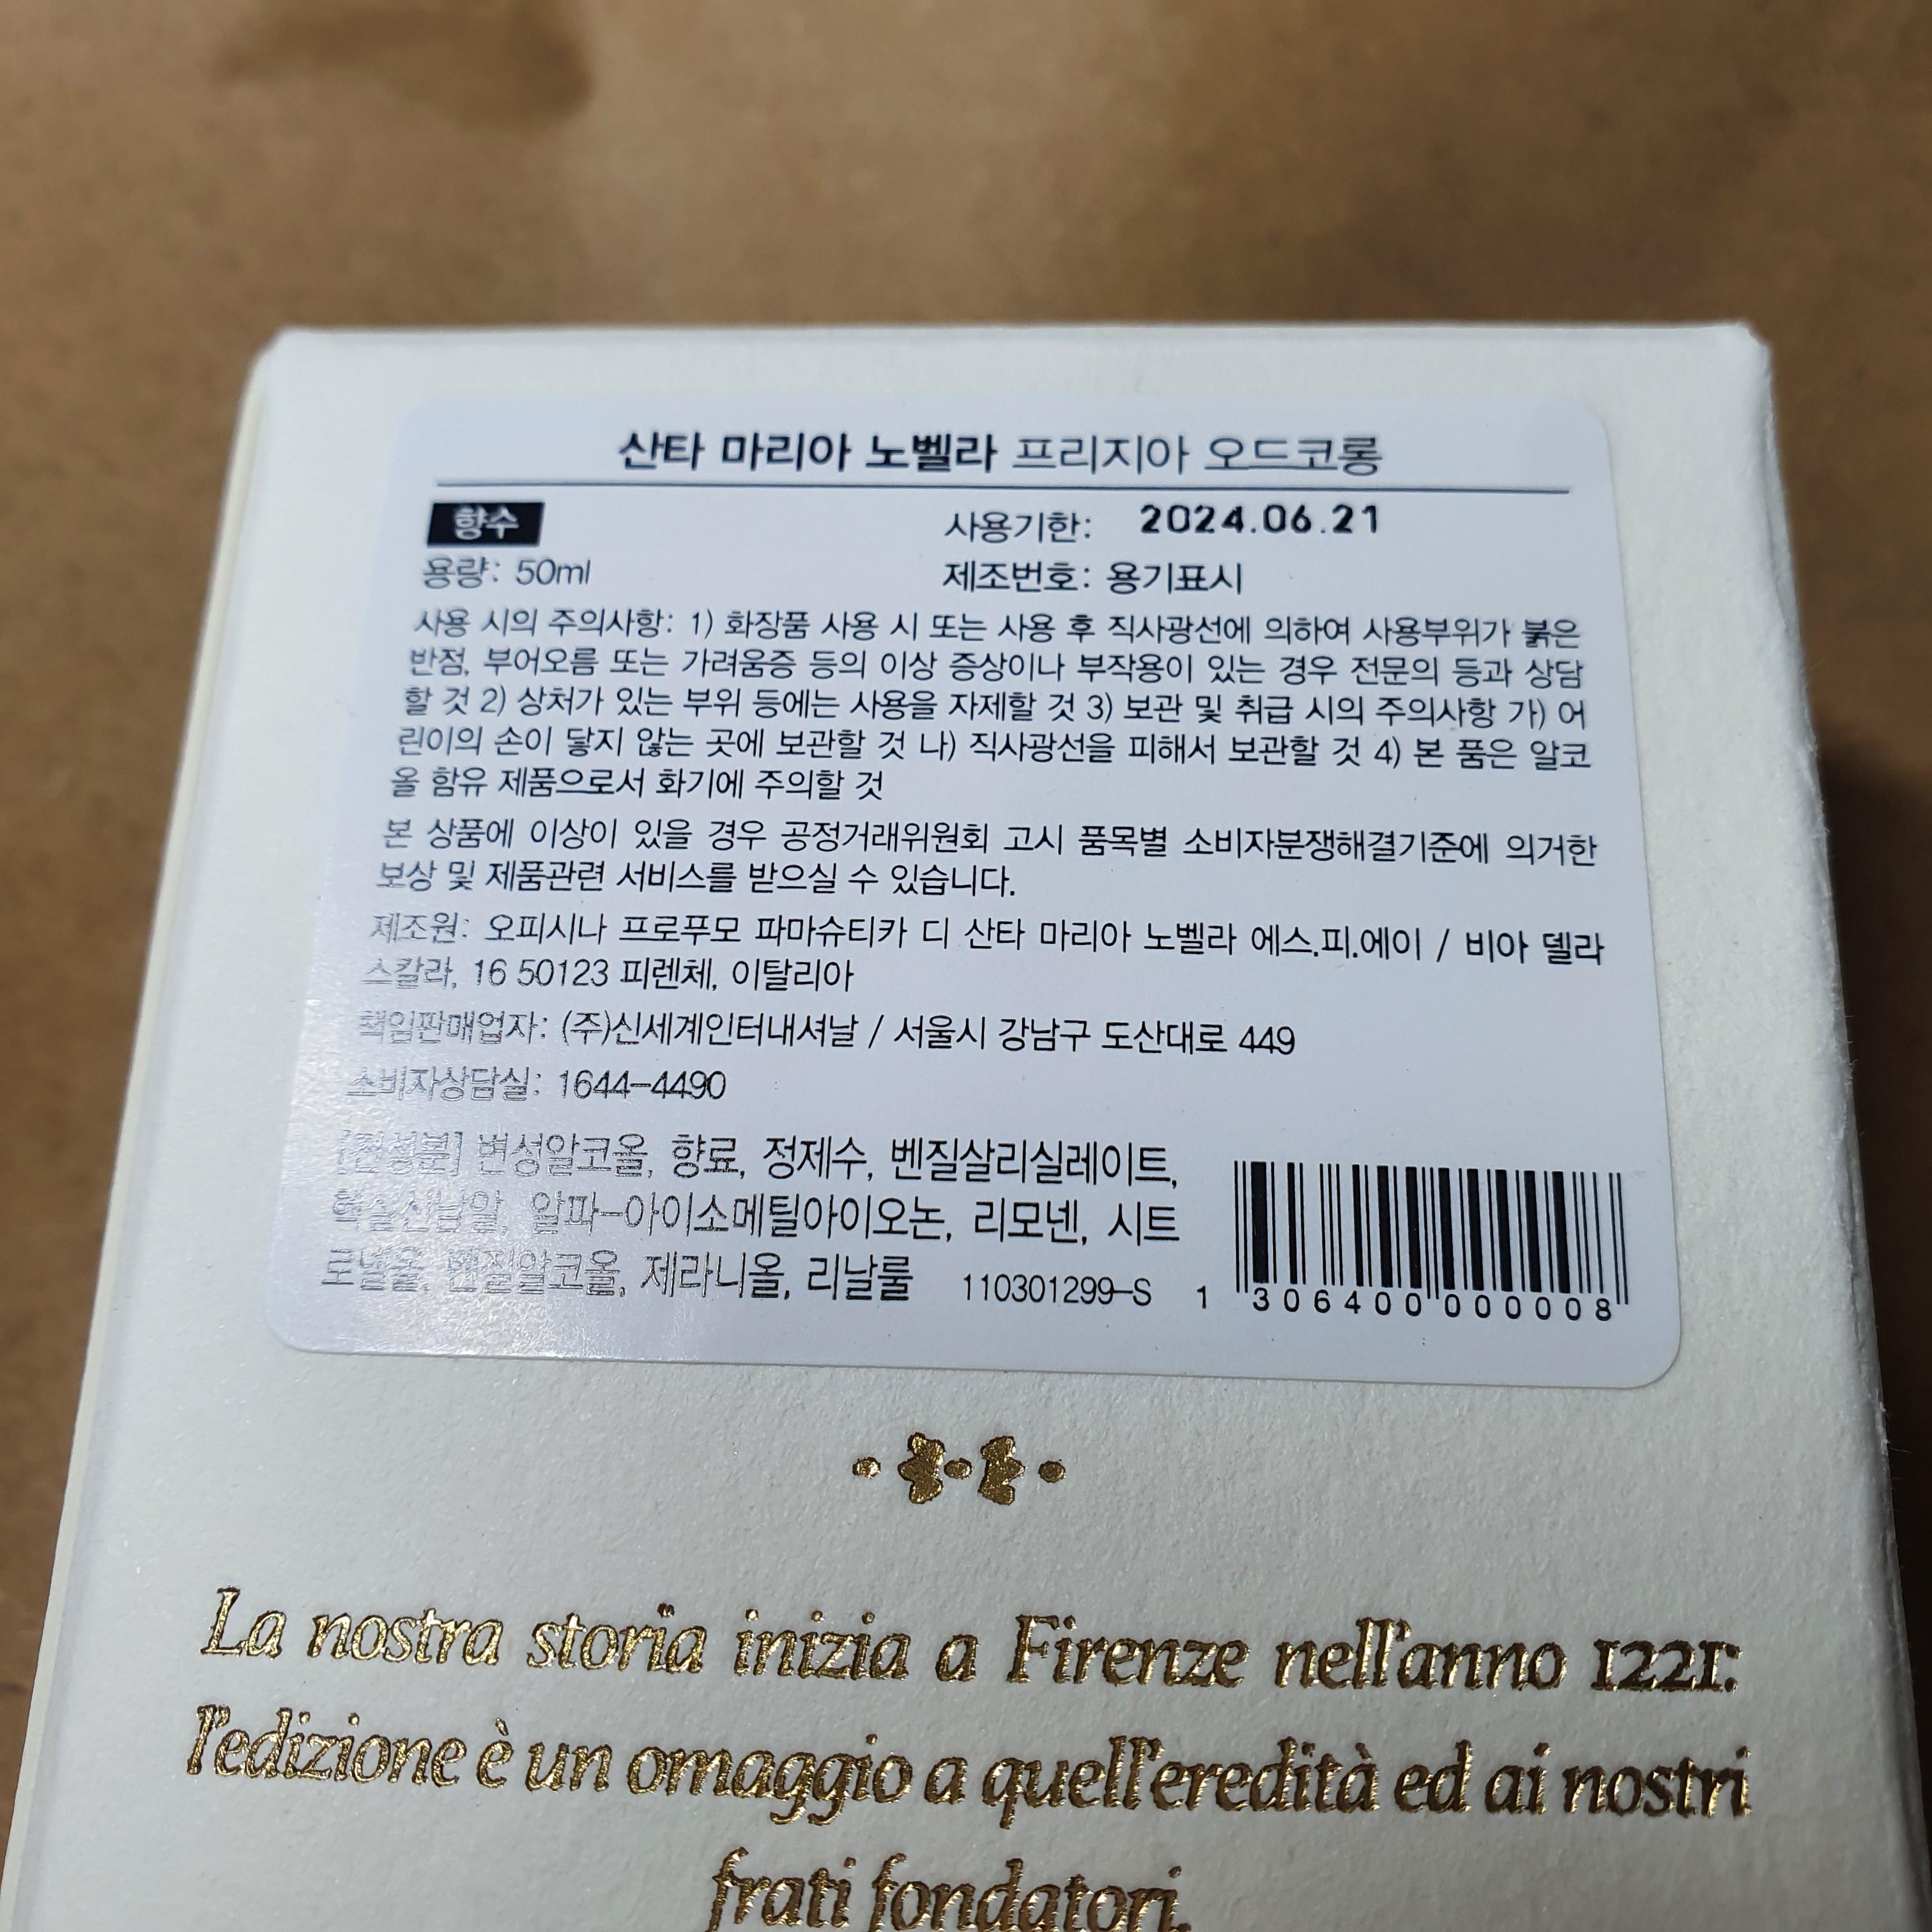 산타 마리아 노벨라 프리지아 오드코롱
향수
사용기한: 2024.06.21
용량: 50ml
제조번호: 용기표시
사용 시의 주의사항: 1) 화장품 사용 시 또는 사용 후 직사광선에 의하여 사용부위가 붉은
반점, 부어오름 또는 가려움증 등의 이상 증상이나 부작용이 있는 경우 전문의 등과 상담
할 것 2) 상처가 있는 부위 등에는 사용을 자제할 것 3) 보관 및 취급 시의 주의사항 가) 어
린이의 손이 닿지 않는 곳에 보관할 것 나) 직사광선을 피해서 보관할 것 4) 본 품은 알코
올 함유 제품으로서 화기에 주의할 것
본 상품에 이상이 있을 경우 공정거래위원회 고시 품목별 소비자분쟁해결기준에 의거한
보상 및 제품관련 서비스를 받으실 수 있습니다.
제조원: 오피시나 프로푸모 파마슈티카 디 산타 마리아 노벨라 에스.피.에이 / 비아 델라
스칼라, 16 50123 피렌체, 이탈리아
책임판매업자: (주)신세계인터내셔날 / 서울시 강남구 도산대로 449
소비자상담실: 1644-4490
[전성분] 변성알코올, 향료, 정제수, 벤질살리실레이트,
헥실신남알, 알파-아이소메틸아이오논, 리모넨, 시트
로넬올, 벤질알코올, 제라니올, 리날룰
110301299-S
1 306400 000008
La nostra storia inizia a Firenze nell'anno 1221:
l'edizione è un omaggio a quell'eredità ed ai nostri
frati fondatori.